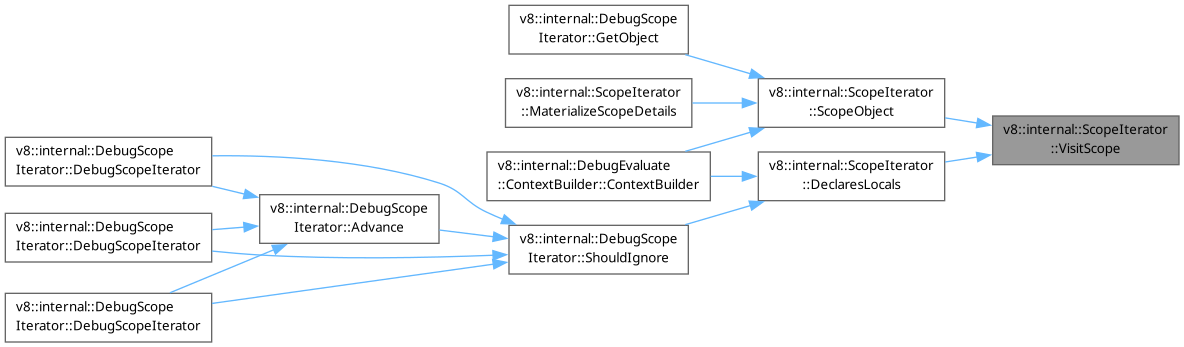 v8::internal::DebugScope
Iterator::GetObject
v8::internal::ScopeIterator
::MaterializeScopeDetails
v8::internal::ScopeIterator
::ScopeObject
v8::internal::ScopeIterator
::VisitScope
v8::internal::DebugScope
Iterator::DebugScopeIterator
v8::internal::DebugEvaluate
::ContextBuilder::ContextBuilder
v8::internal::ScopeIterator
::DeclaresLocals
v8::internal::DebugScope
Iterator::Advance
v8::internal::DebugScope
Iterator::DebugScopeIterator
v8::internal::DebugScope
Iterator::ShouldIgnore
v8::internal::DebugScope
Iterator::DebugScopeIterator